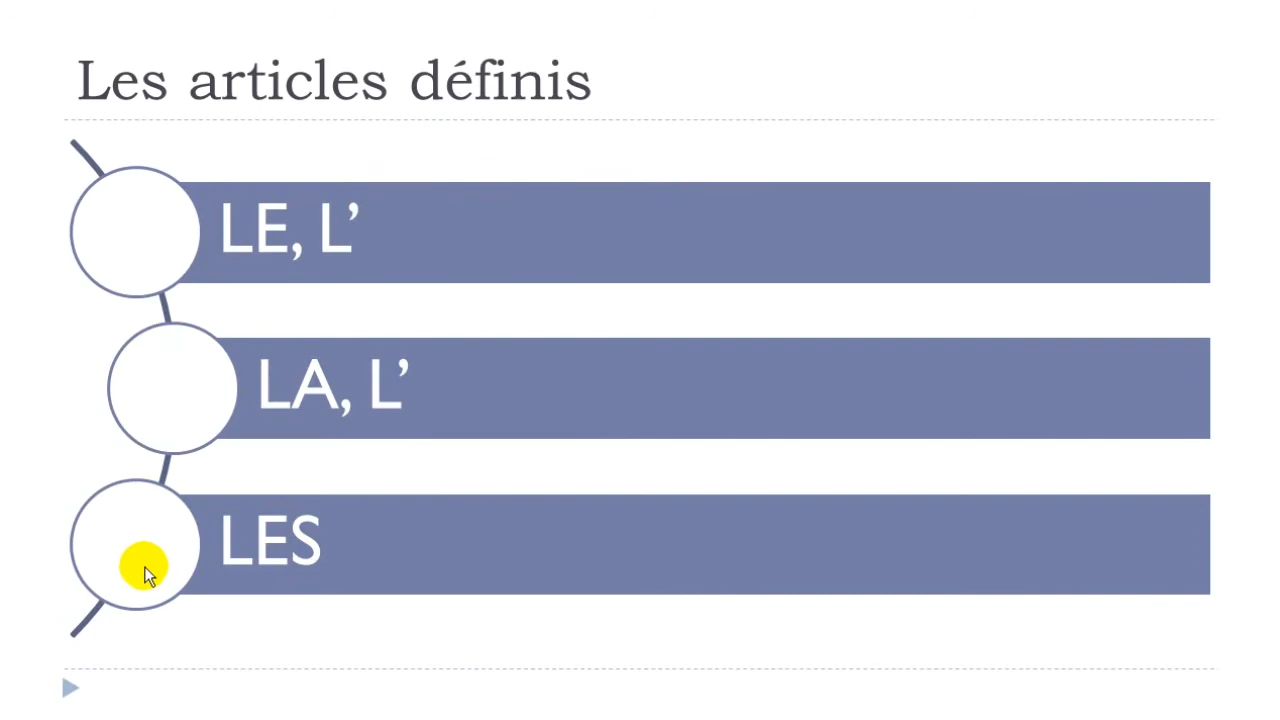 Les articles définis
LE, L’
LA, L’
LES